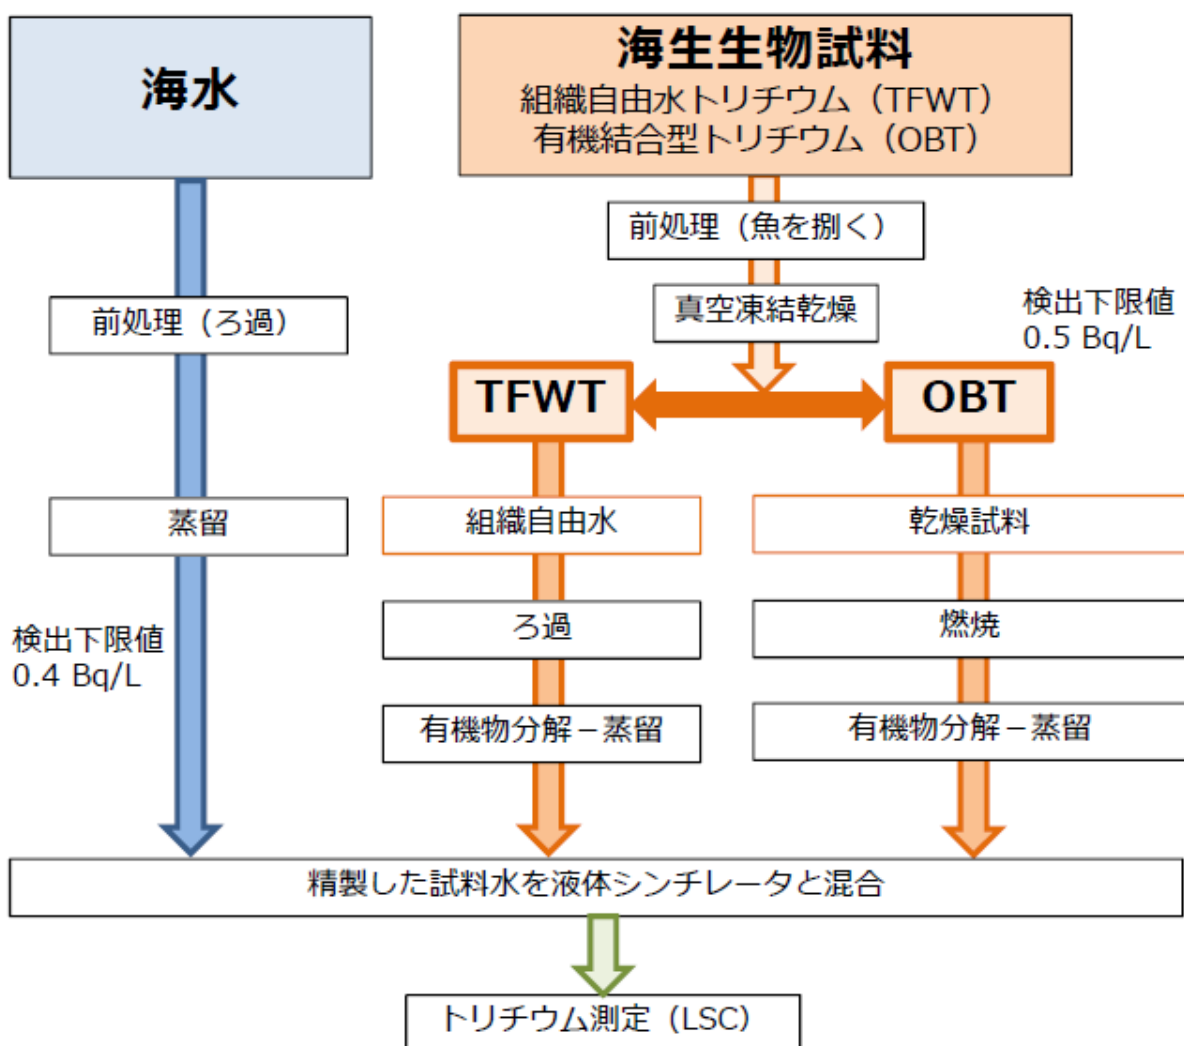 海水
海生生物試料
組織自由水トリチウム（TFWT）
有機結合型トリチウム（OBT）
前処理（魚を捌く）
真空凍結乾燥
検出下限値
0.5 Bq/L
前処理（ろ過）
TFWT
OBT
蒸留
組織自由水
乾燥試料
ろ過
燃焼
検出下限値
0.4 Bq/L
有機物分解－蒸留
有機物分解－蒸留
精製した試料水を液体シンチレータと混合
トリチウム測定（LSC）